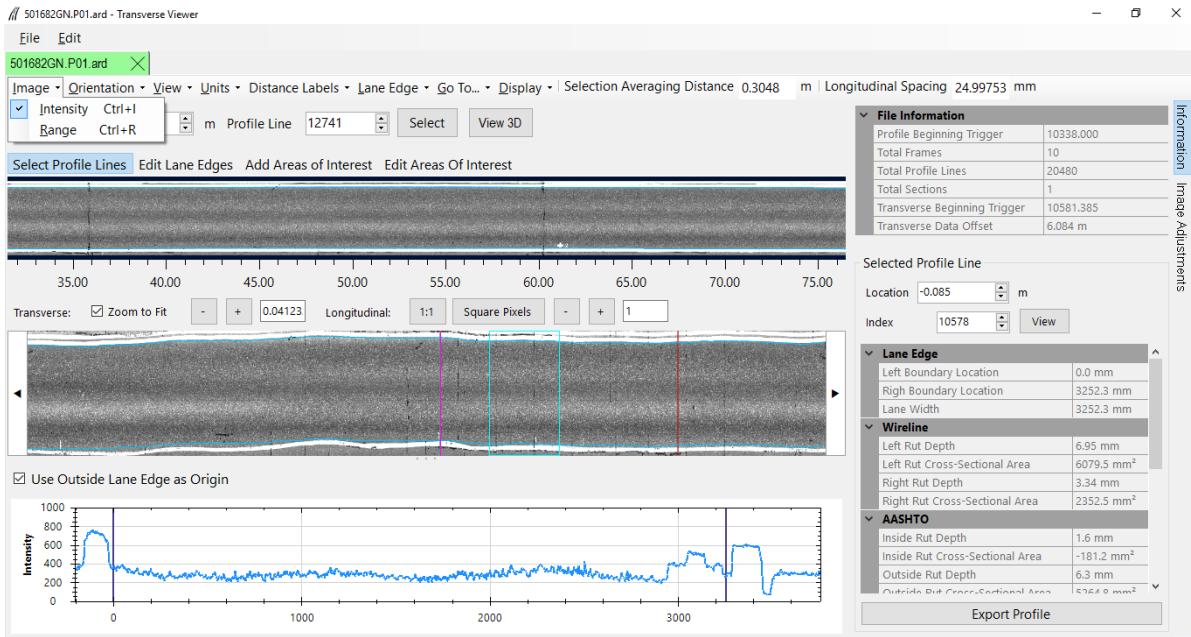 501682GN.P01.ard - Transverse Viewer
File Edit
501682GN.P01.ard
Image Orientation View Units Distance Labels Lane Edge Go To... Display Selection Averaging Distance 0.3048 m Longitudinal Spacing 24.99753 mm
Intensity Ctrl+I
Range Ctrl+R
m Profile Line 12741 Select View 3D
Select Profile Lines Edit Lane Edges Add Areas of Interest Edit Areas Of Interest
35.00 40.00 45.00 50.00 55.00 60.00 65.00 70.00 75.00
Transverse: Zoom to Fit - + 0.04123 Longitudinal: 1:1 Square Pixels - + 1
Use Outside Lane Edge as Origin
Intensity
1000
800
600
400
200
0
0 1000 2000 3000
File Information
Profile Beginning Trigger 10338.000
Total Frames 10
Total Profile Lines 20480
Total Sections 1
Transverse Beginning Trigger 10581.385
Transverse Data Offset 6.084 m
Information
Image Adjustments
Selected Profile Line
Location -0.085 m
Index 10578 View
Lane Edge
Left Boundary Location 0.0 mm
Righ Boundary Location 3252.3 mm
Lane Width 3252.3 mm
Wireline
Left Rut Depth 6.95 mm
Left Rut Cross-Sectional Area 6079.5 mm²
Right Rut Depth 3.34 mm
Right Rut Cross-Sectional Area 2352.5 mm²
AASHTO
Inside Rut Depth 1.6 mm
Inside Rut Cross-Sectional Area -181.2 mm²
Outside Rut Depth 6.3 mm
Outside Rut Cross-Sectional Area 5264.8 mm²
Export Profile